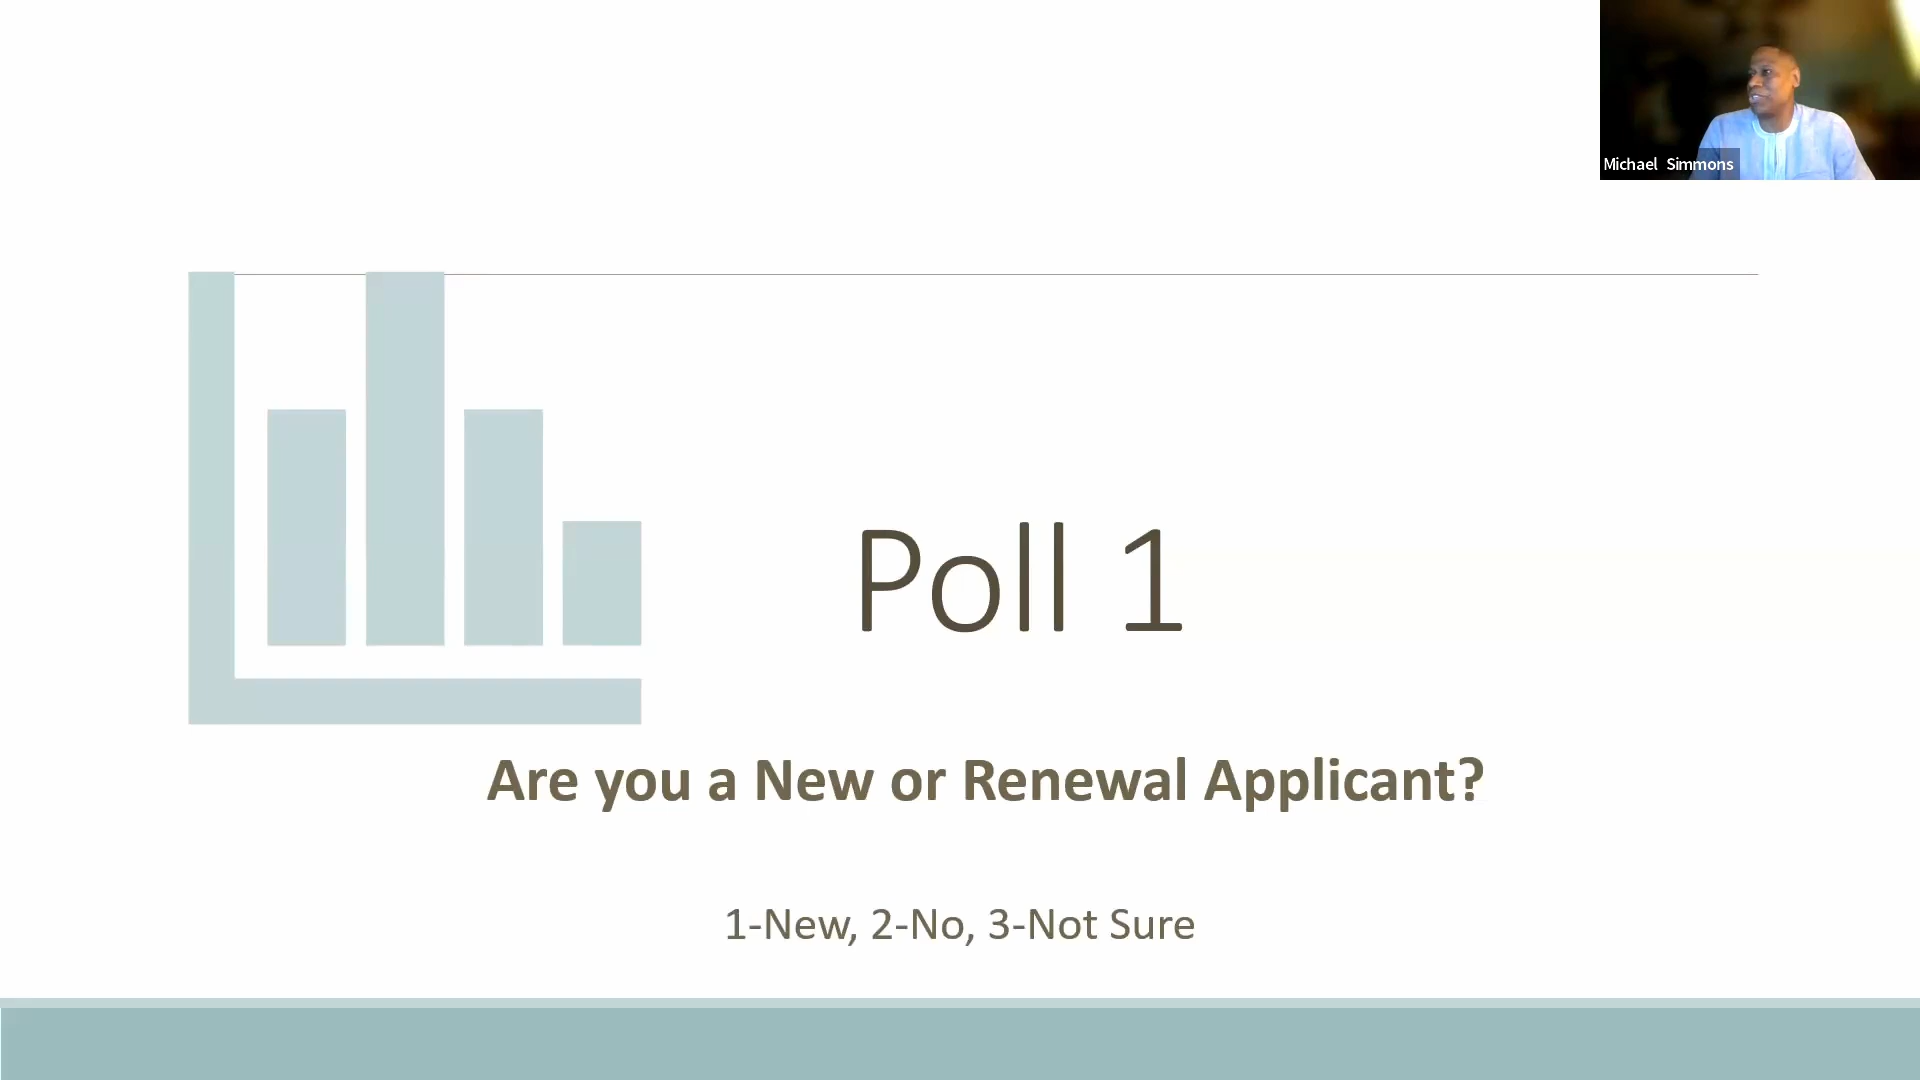 Michael Simmons
Poll 1
Are you a New or Renewal Applicant?
1-New, 2-No, 3-Not Sure